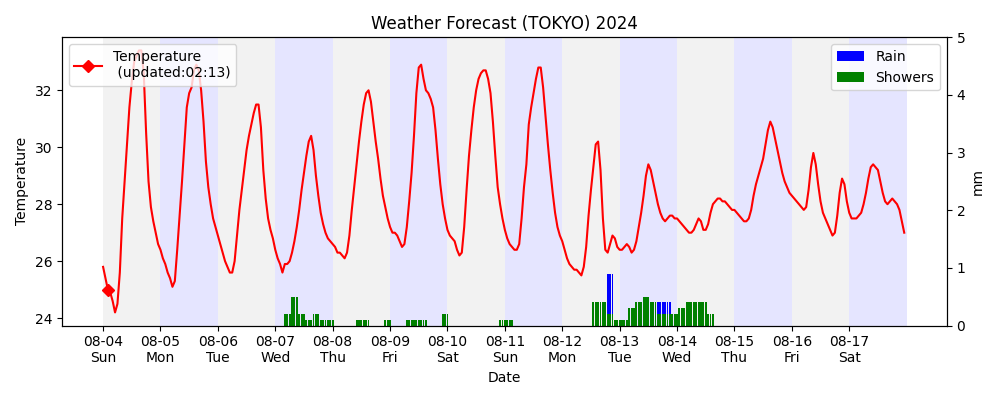 Weather Forecast (TOKYO) 2024
Temperature
(updated:02:13)
Rain
Showers
Temperature
32
30
28
26
24
5
4
3
2
1
0
mm
08-04 08-05 08-06 08-07 08-08 08-09 08-10 08-11 08-12 08-13 08-14 08-15 08-16 08-17
Sun Mon Tue Wed Thu Fri Sat Sun Mon Tue Wed Thu Fri Sat
Date